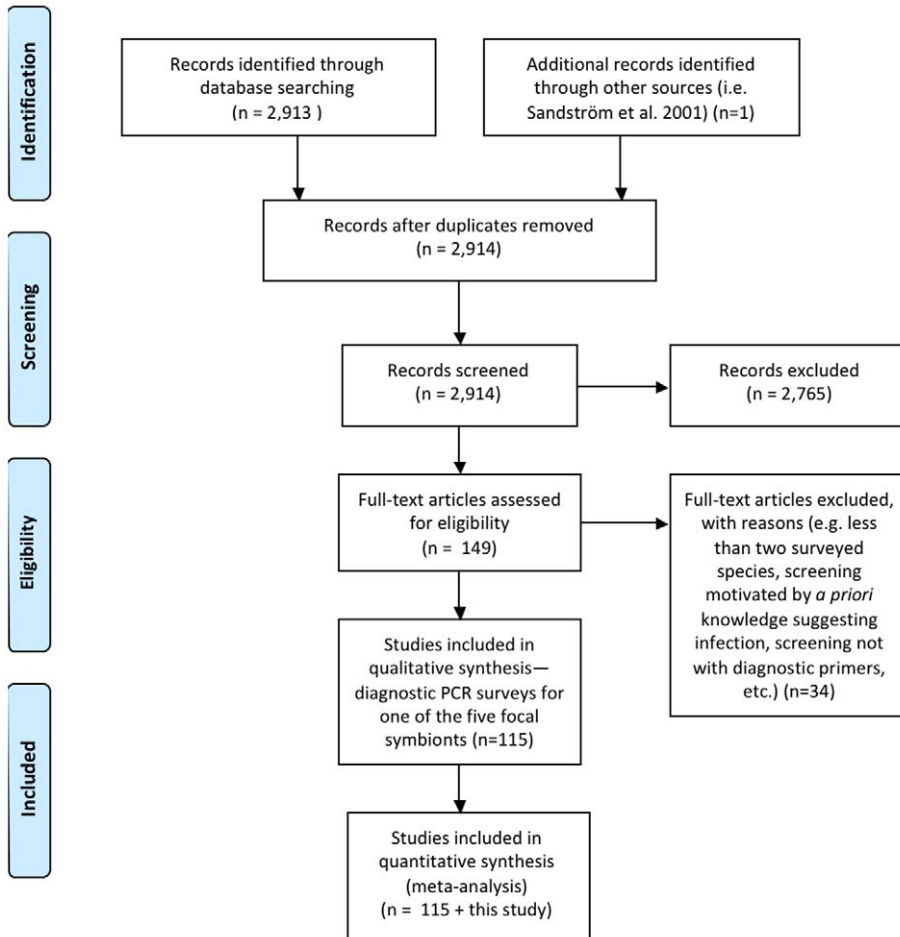 Identification
Records identified through
database searching
(n = 2,913 )
Additional records identified
through other sources (i.e.
Sandström et al. 2001) (n=1)
Records after duplicates removed
(n = 2,914)
Screening
Records screened
(n = 2,914)
Records excluded
(n = 2,765)
Eligibility
Full-text articles assessed
for eligibility
(n = 149)
Full-text articles excluded,
with reasons (e.g. less
than two surveyed
species, screening
motivated by a priori
knowledge suggesting
infection, screening not
with diagnostic primers,
etc.) (n=34)
Studies included in
qualitative synthesis—
diagnostic PCR surveys for
one of the five focal
symbionts (n=115)
Included
Studies included in
quantitative synthesis
(meta-analysis)
(n = 115 + this study)